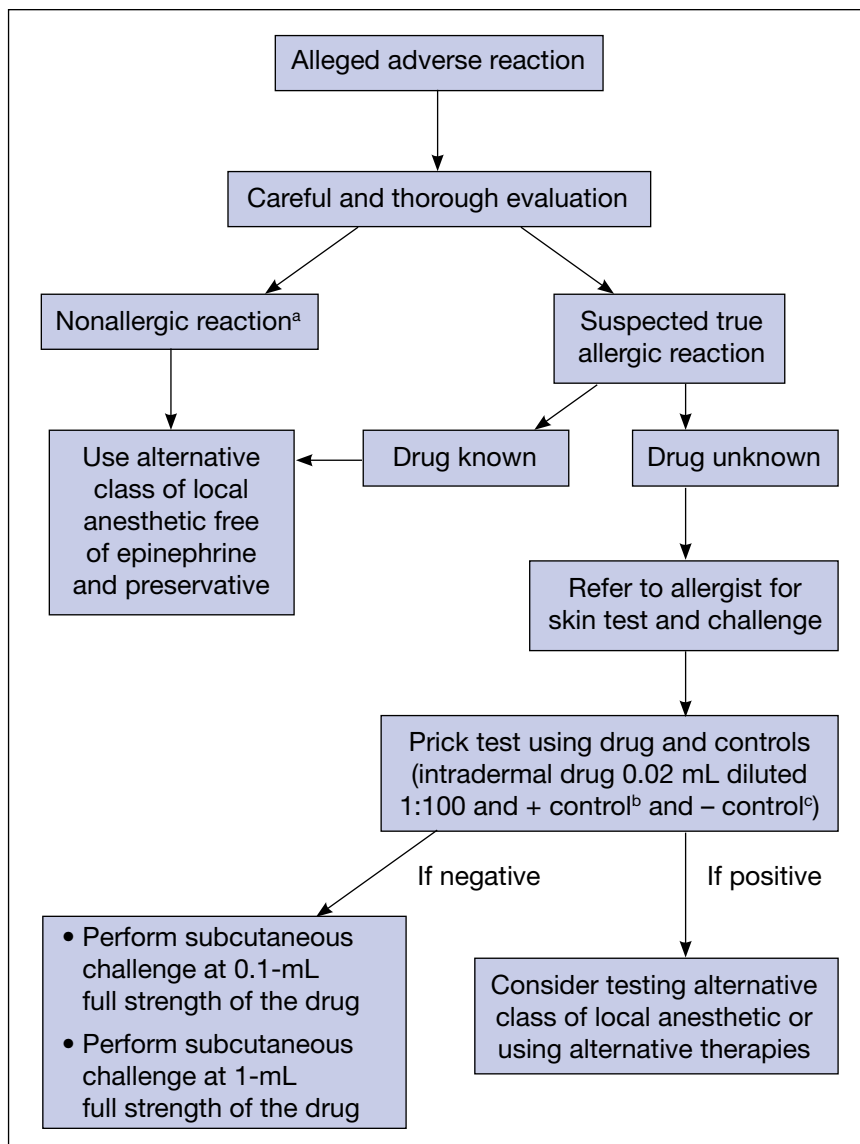 Alleged adverse reaction
Careful and thorough evaluation
Nonallergic reactionᵃ
Suspected true
allergic reaction
Drug known
Drug unknown
Use alternative
class of local
anesthetic free
of epinephrine
and preservative
Refer to allergist for
skin test and challenge
Prick test using drug and controls
(intradermal drug 0.02 mL diluted
1:100 and + controlᵇ and – controlᶜ)
If negative
If positive
• Perform subcutaneous
challenge at 0.1-mL
full strength of the drug
• Perform subcutaneous
challenge at 1-mL
full strength of the drug
Consider testing alternative
class of local anesthetic or
using alternative therapies